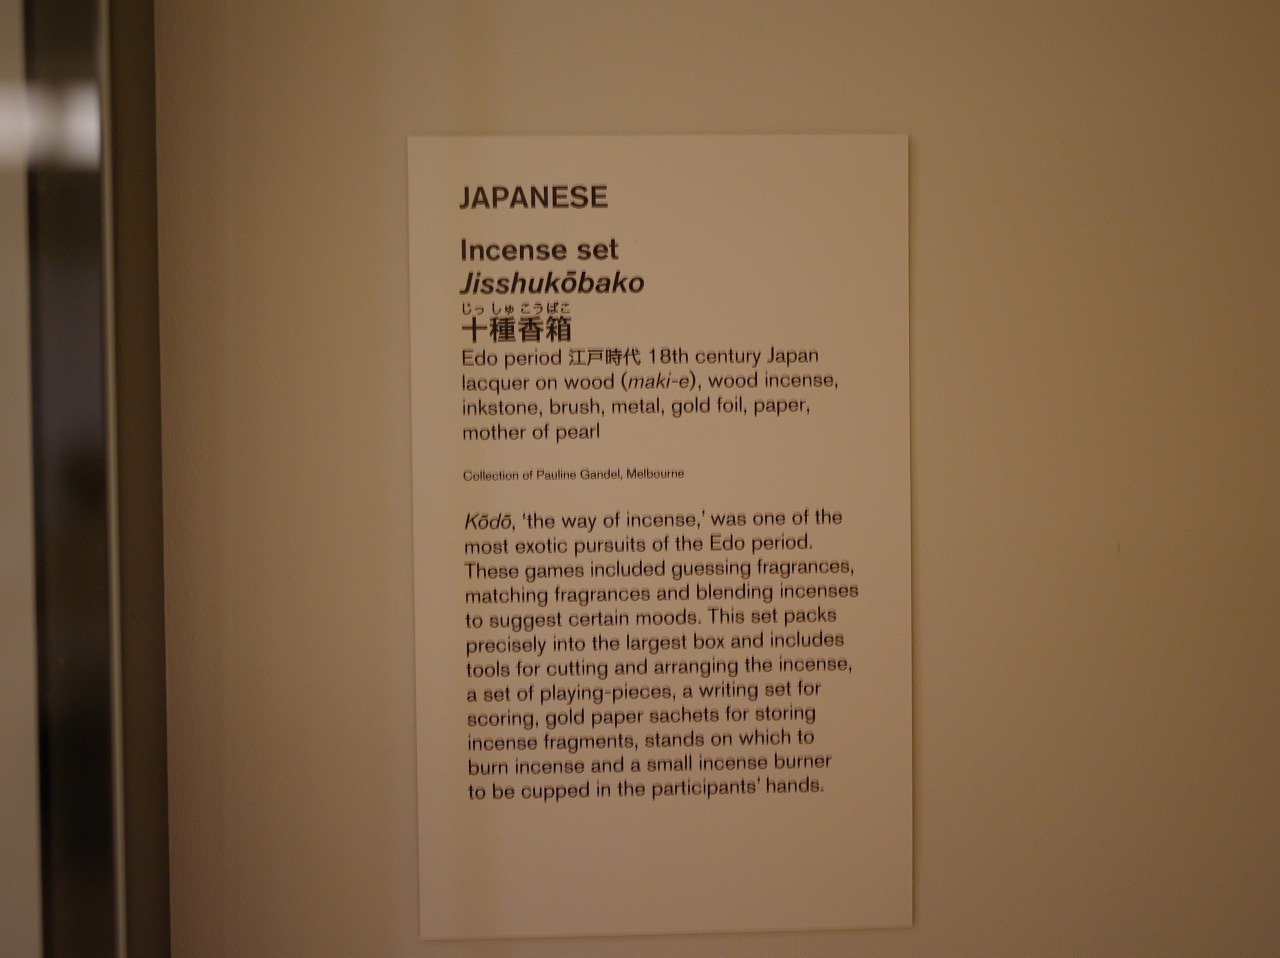 JAPANESE
Incense set
Jisshukōbako
じっ しゅ こうばこ
十種香箱
Edo period 江戸時代 18th century Japan
lacquer on wood (maki-e), wood incense,
inkstone, brush, metal, gold foil, paper,
mother of pearl
Collection of Pauline Gandel, Melbourne
Kōdō, 'the way of incense,' was one of the
most exotic pursuits of the Edo period.
These games included guessing fragrances,
matching fragrances and blending incenses
to suggest certain moods. This set packs
precisely into the largest box and includes
tools for cutting and arranging the incense,
a set of playing-pieces, a writing set for
scoring, gold paper sachets for storing
incense fragments, stands on which to
burn incense and a small incense burner
to be cupped in the participants' hands.